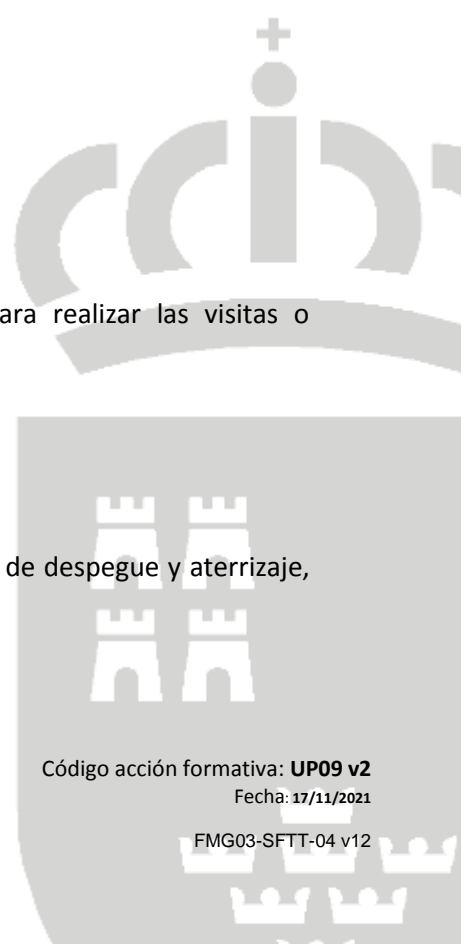 ara realizar las visitas o
de despegue y aterrizaje,
Código acción formativa: UP09 v2
Fecha: 17/11/2021
FMG03-SFTT-04 v12